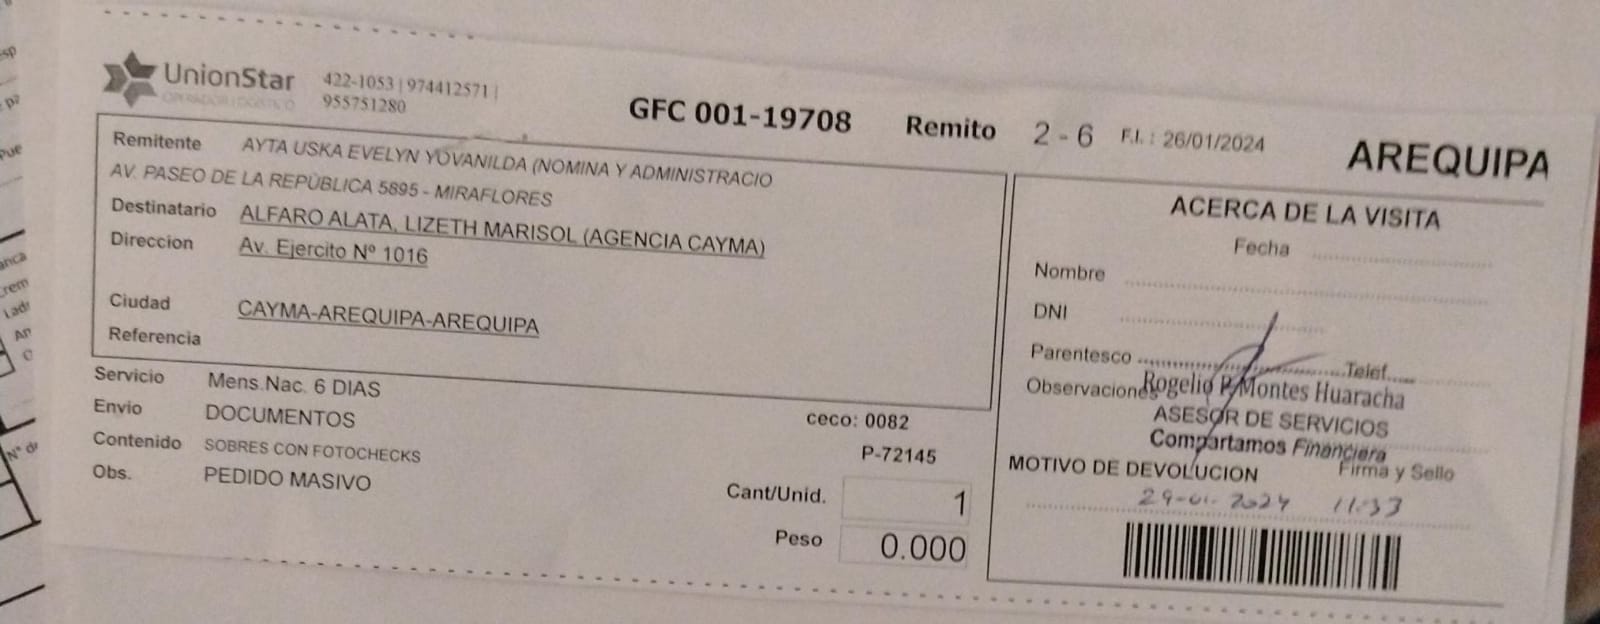 UnionStar
OPERADOR LOGISTICO
422-1053 | 974412571 |
955751280
GFC 001-19708
Remito 2 - 6
F.I. : 26/01/2024
AREQUIPA
Remitente AYTA USKA EVELYN YOVANILDA (NOMINA Y ADMINISTRACIO
AV. PASEO DE LA REPÚBLICA 5895 - MIRAFLORES
Destinatario ALFARO ALATA, LIZETH MARISOL (AGENCIA CAYMA)
Direccion Av. Ejercito Nº 1016
Ciudad CAYMA-AREQUIPA-AREQUIPA
Referencia
Servicio Mens.Nac. 6 DIAS
Envio DOCUMENTOS
Contenido SOBRES CON FOTOCHECKS
Obs. PEDIDO MASIVO
ceco: 0082
P-72145
Cant/Unid. 1
Peso 0.000
ACERCA DE LA VISITA
Fecha
Nombre
DNI
Parentesco Telef.
Observaciones
Rogelio P. Montes Huaracha
ASESOR DE SERVICIOS
Compartamos Financiera
Firma y Sello
MOTIVO DE DEVOLUCION
29-01-2024 11:33